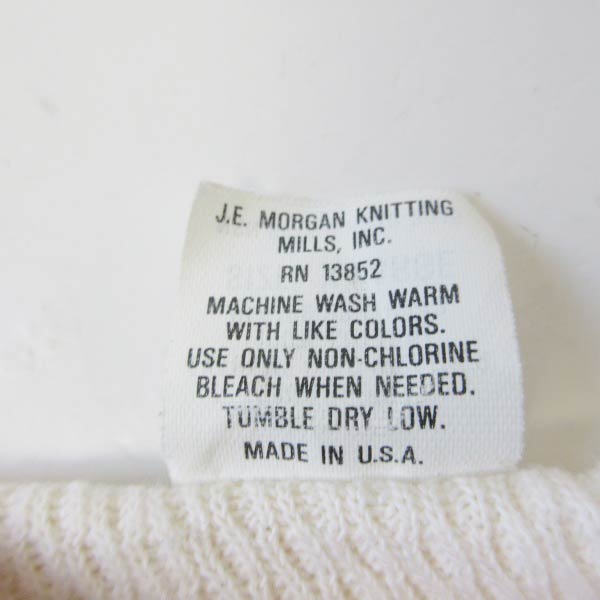 J.E. MORGAN KNITTING
MILLS, INC.
RN 13852
MACHINE WASH WARM
WITH LIKE COLORS.
USE ONLY NON-CHLORINE
BLEACH WHEN NEEDED.
TUMBLE DRY LOW.
MADE IN U.S.A.